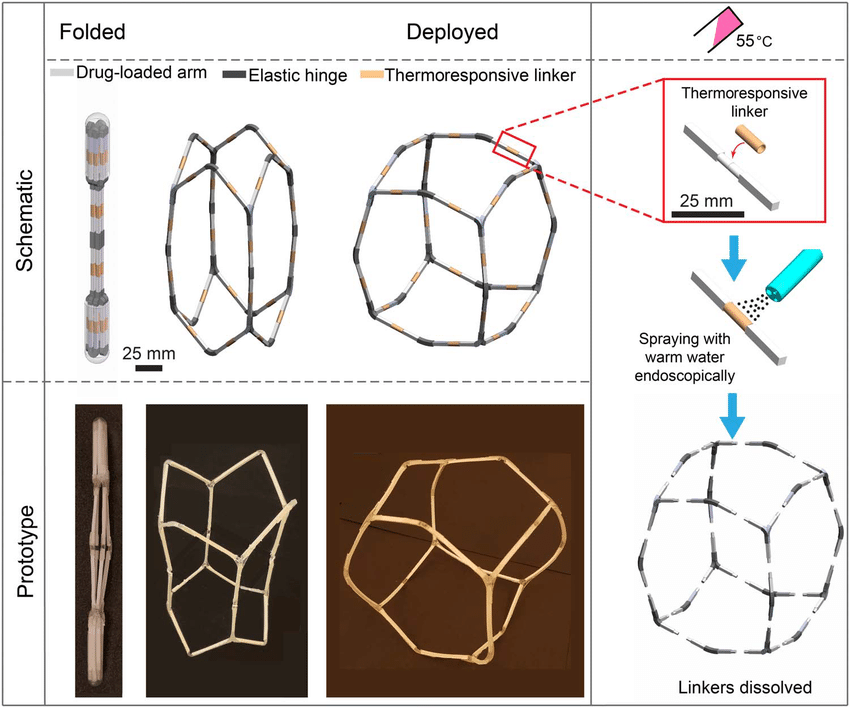 Folded
Deployed
55°C
Drug-loaded arm
Elastic hinge
Thermoresponsive linker
Schematic
25 mm
Thermoresponsive
linker
25 mm
Spraying with
warm water
endoscopically
Prototype
Linkers dissolved